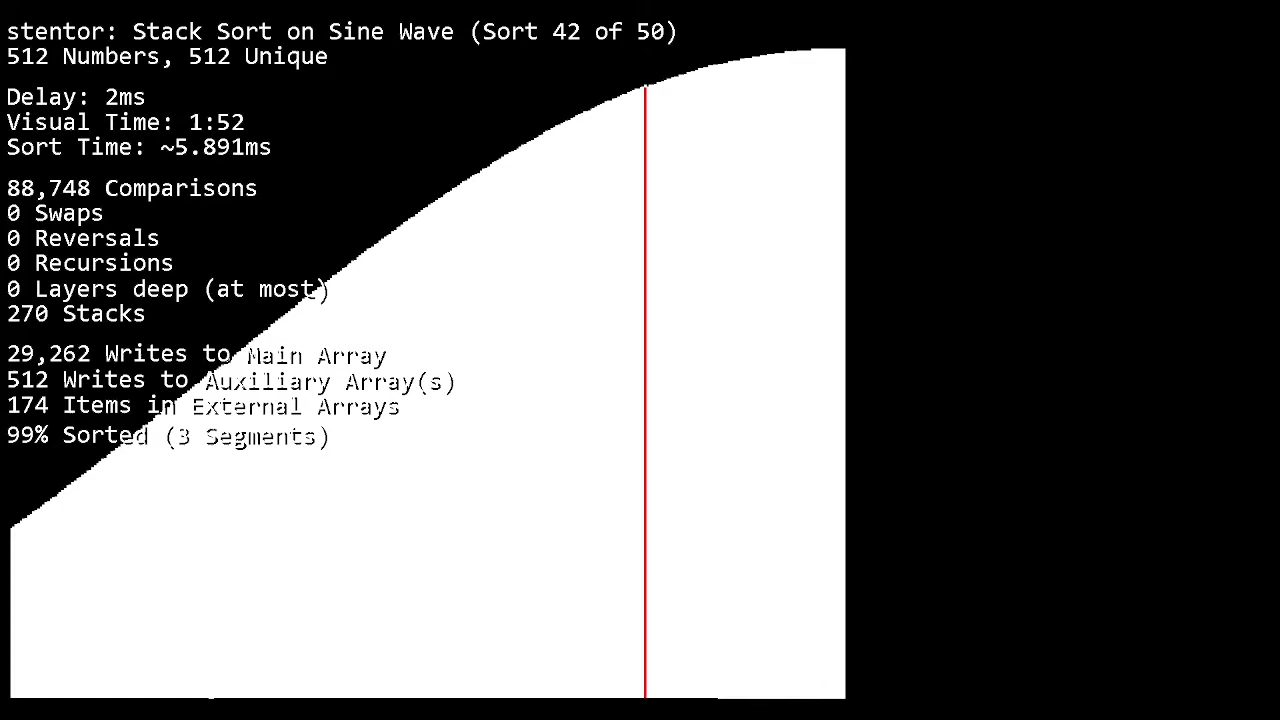 stentor: Stack Sort on Sine Wave (Sort 42 of 50)
512 Numbers, 512 Unique
Delay: 2ms
Visual Time: 1:52
Sort Time: ~5.891ms
88,748 Comparisons
0 Swaps
0 Reversals
0 Recursions
0 Layers deep (at most)
270 Stacks
29,262 Writes to Main Array
512 Writes to Auxiliary Array(s)
174 Items in External Arrays
99% Sorted (3 Segments)